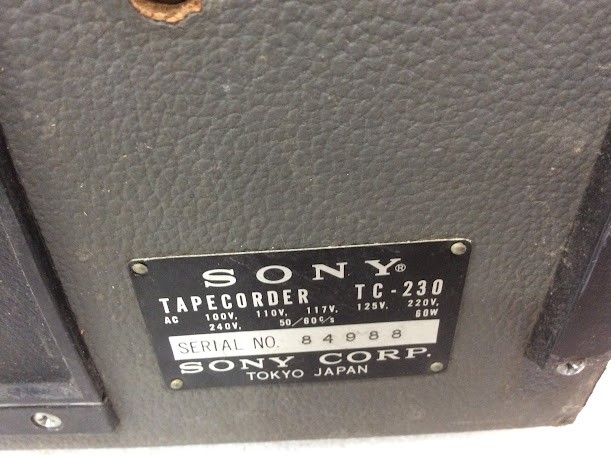 SONY®
TAPECORDER TC-230
AC 100V, 110V, 117V, 125V, 220V,
240V, 50/60c/s 60W
SERIAL NO. 84988
SONY CORP.
TOKYO JAPAN